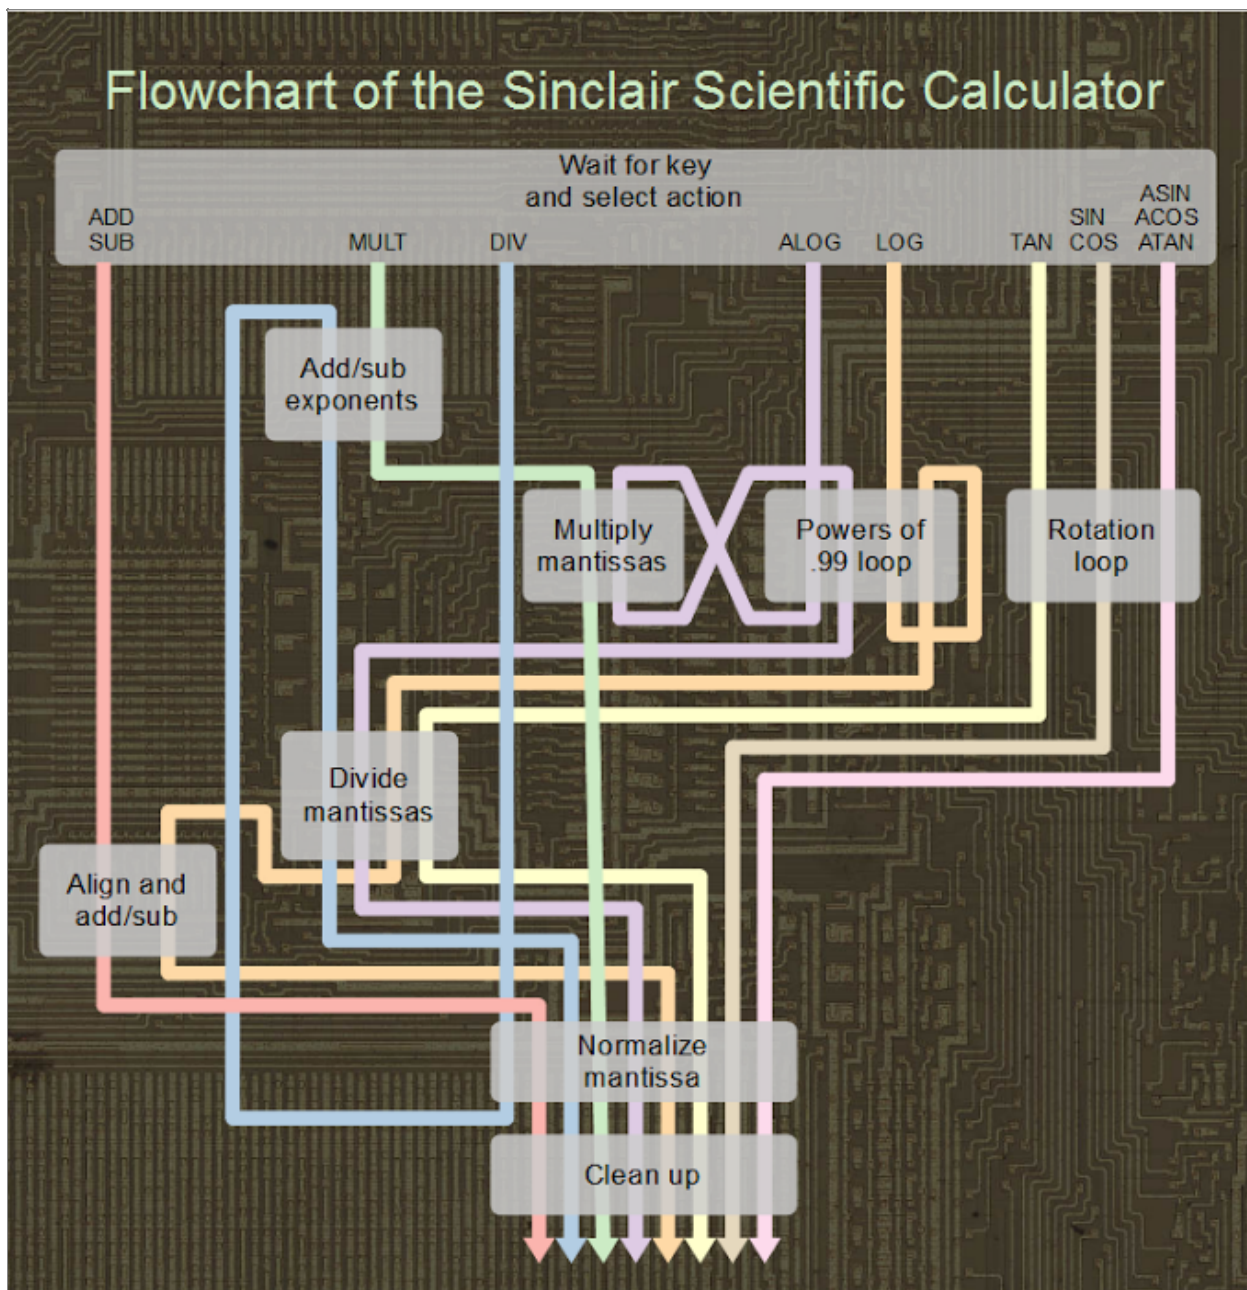 Flowchart of the Sinclair Scientific Calculator
Wait for key
and select action
ADD
SUB
MULT
DIV
ALOG
LOG
TAN
SIN
COS
ASIN
ACOS
ATAN
Add/sub
exponents
Multiply
mantissas
Powers of
.99 loop
Rotation
loop
Divide
mantissas
Align and
add/sub
Normalize
mantissa
Clean up